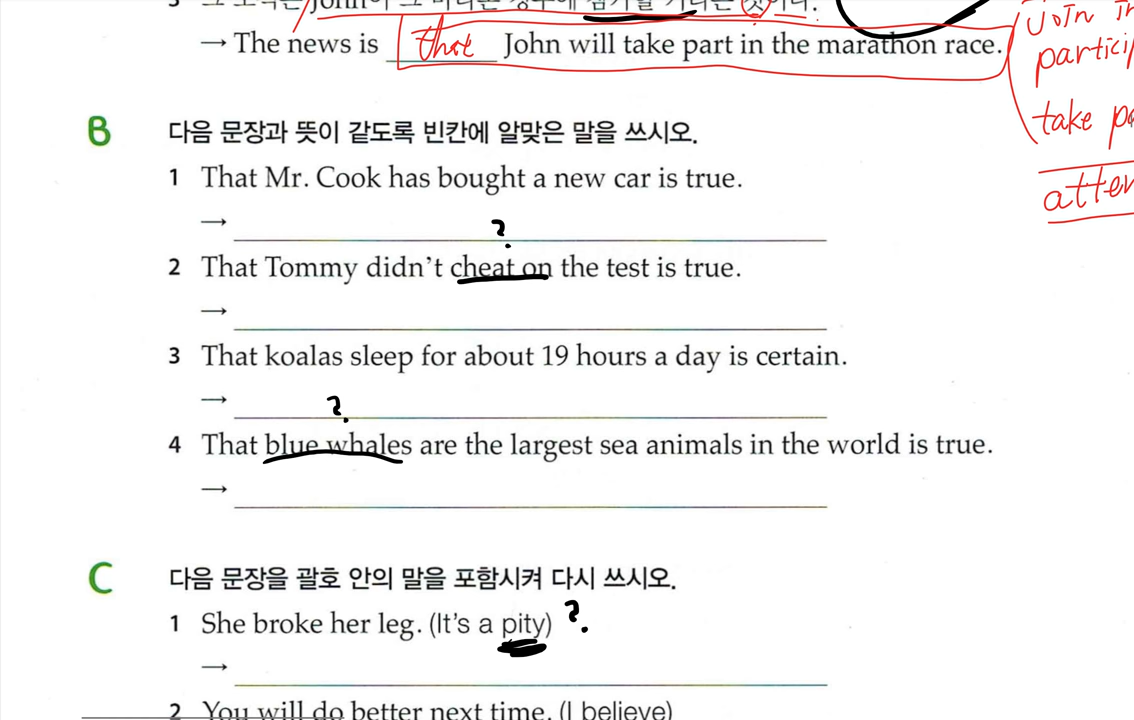 → The news is that John will take part in the marathon race.
join in
take
B 다음 문장과 뜻이 같도록 빈칸에 알맞은 말을 쓰시오.
1 That Mr. Cook has bought a new car is true.
→
?
2 That Tommy didn't cheat on the test is true.
→
3 That koalas sleep for about 19 hours a day is certain.
→
?
4 That blue whales are the largest sea animals in the world is true.
→
C 다음 문장을 괄호 안의 말을 포함시켜 다시 쓰시오.
1 She broke her leg. (It's a pity) ?
→
2 You will do better next time. (I believe)